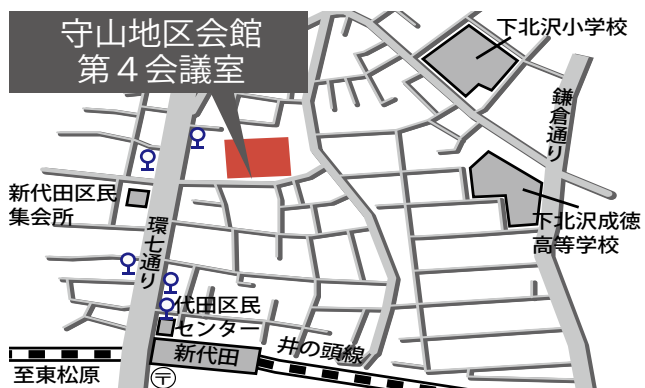 守山地区会館
第４会議室
下北沢小学校
鎌倉通り
新代田区民
集会所
環七通り
下北沢成徳
高等学校
代田区民
センター
新代田
井の頭線
至東松原
〒